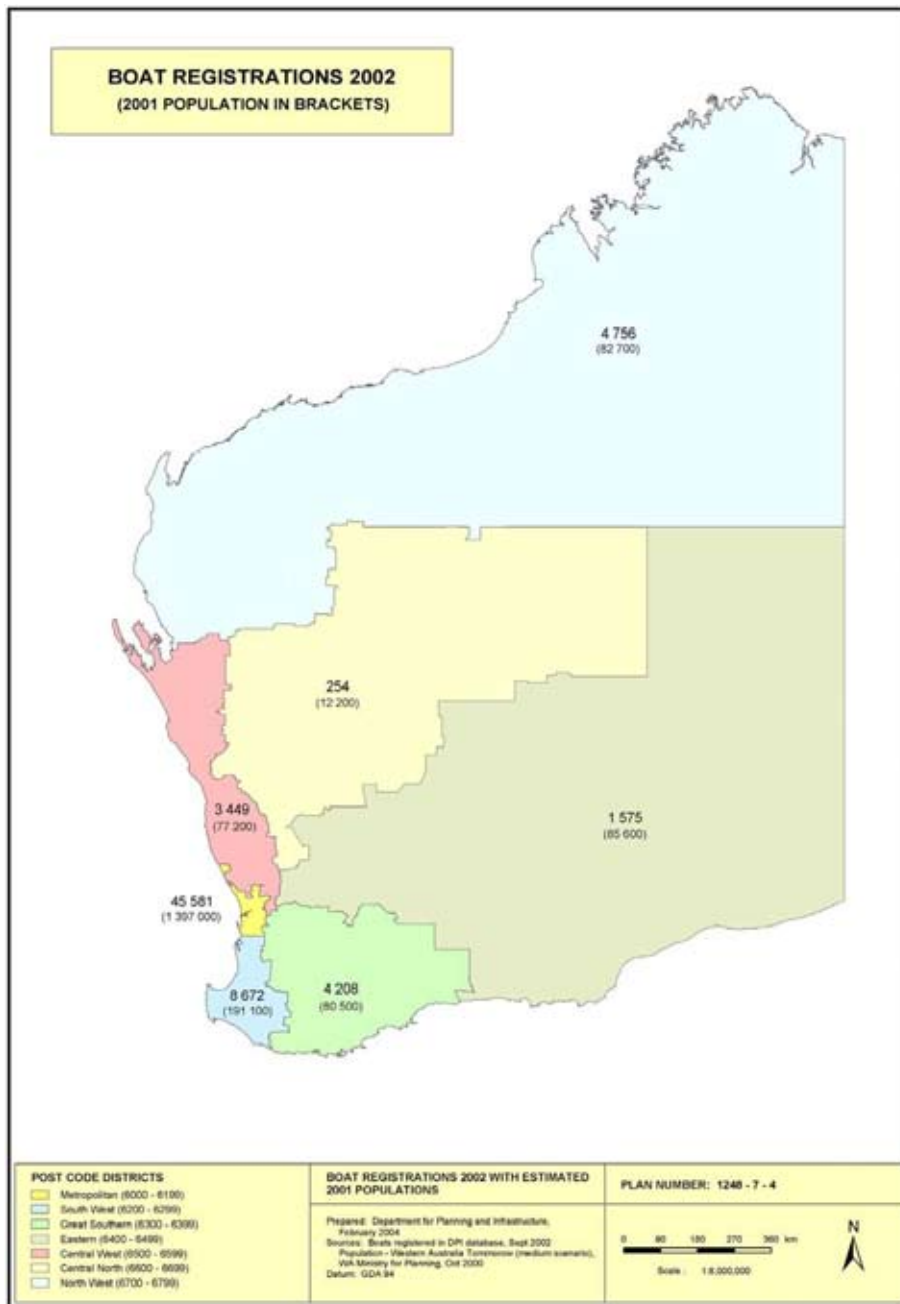 BOAT REGISTRATIONS 2002
(2001 POPULATION IN BRACKETS)
4 756
(82 700)
254
(12 200)
3 449
(77 200)
1 575
(85 600)
45 581
(1 397 000)
8 672
(191 100)
4 208
(80 500)
POST CODE DISTRICTS
Metropolitan (6000 - 6199)
South West (6200 - 6299)
Great Southern (6300 - 6399)
Eastern (6400 - 6499)
Central West (6500 - 6599)
Central North (6600 - 6699)
North West (6700 - 6799)
BOAT REGISTRATIONS 2002 WITH ESTIMATED
2001 POPULATIONS
Prepared: Department for Planning and Infrastructure,
February 2004
Sources: Boats registered in DPI database, Sept 2002
Population - Western Australia Tomorrow (medium scenario),
WA Ministry for Planning, Oct 2000
Datum: GDA 94
PLAN NUMBER: 1248 - 7 - 4
0 90 180 270 360 km
Scale : 1:8,000,000
N